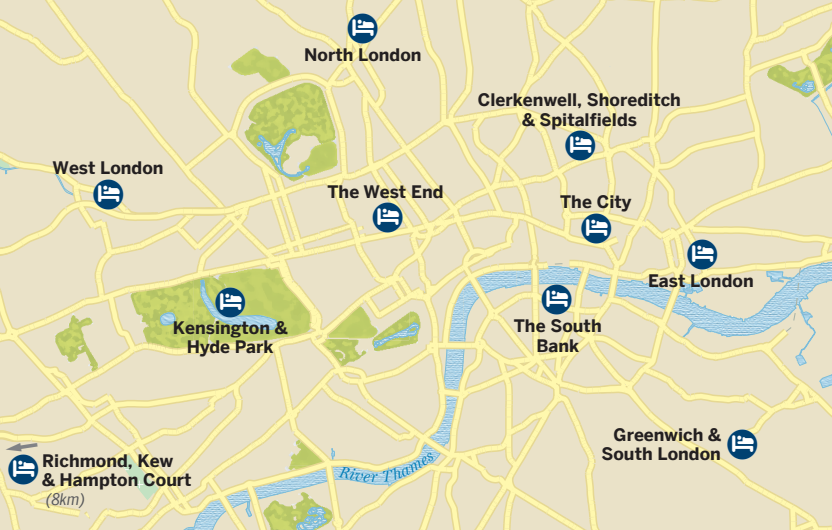 North London
Clerkenwell, Shoreditch
& Spitalfields
West London
The West End
The City
East London
Kensington &
Hyde Park
The South
Bank
Greenwich &
South London
Richmond, Kew
& Hampton Court
(8km)
River Thames